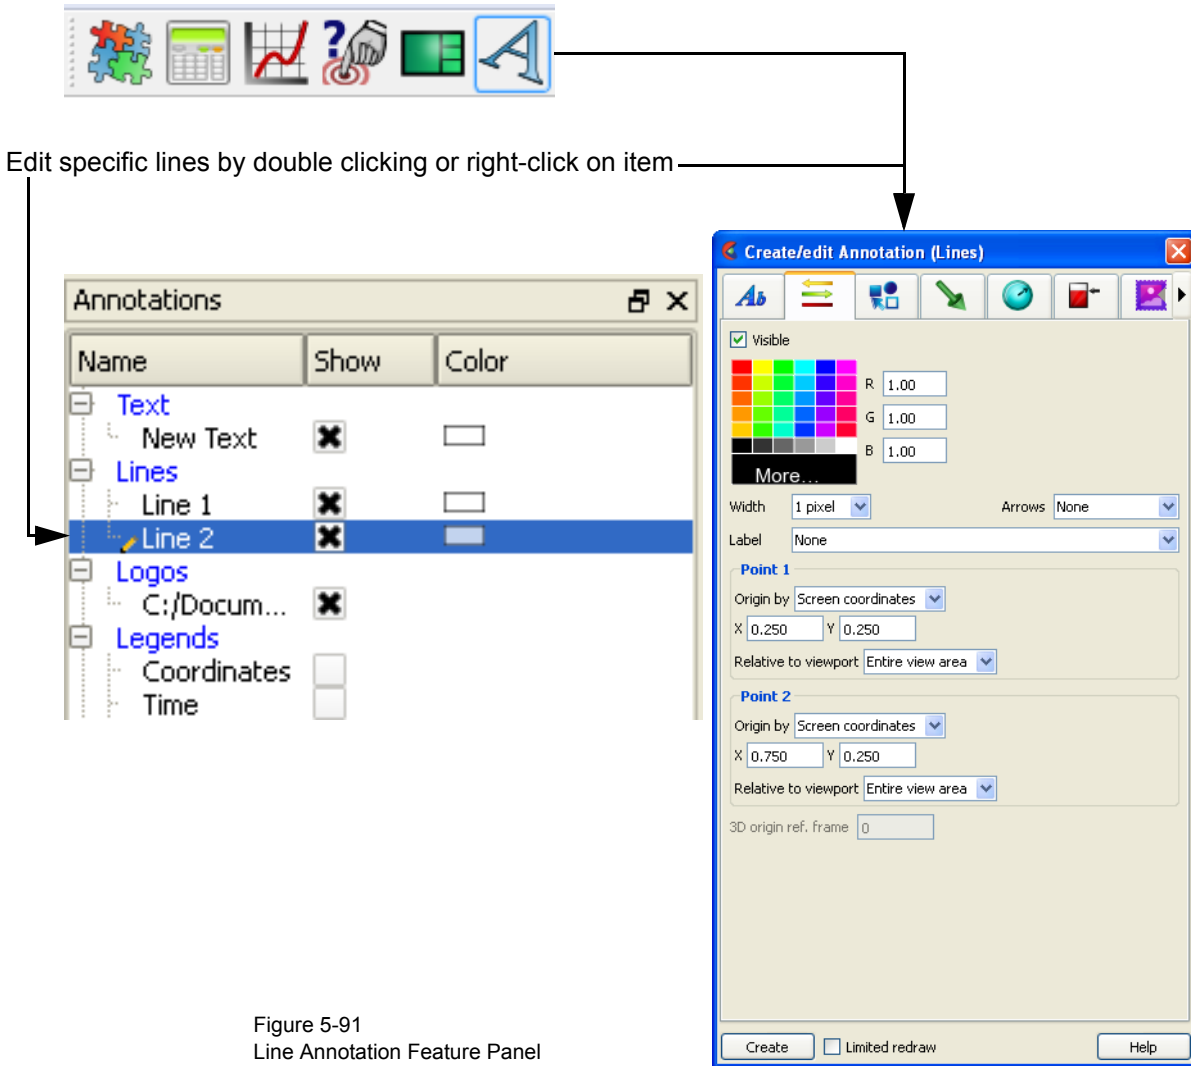 Edit specific lines by double clicking or right-click on item
Annotations
Name Show Color
Text
New Text
Lines
Line 1
Line 2
Logos
C:/Docum...
Legends
Coordinates
Time
Create/edit Annotation (Lines)
Ab
Visible
R 1.00
G 1.00
B 1.00
More...
Width 1 pixel Arrows None
Label None
Point 1
Origin by Screen coordinates
X 0.250 Y 0.250
Relative to viewport Entire view area
Point 2
Origin by Screen coordinates
X 0.750 Y 0.250
Relative to viewport Entire view area
3D origin ref. frame 0
Create Limited redraw Help
Figure 5-91
Line Annotation Feature Panel